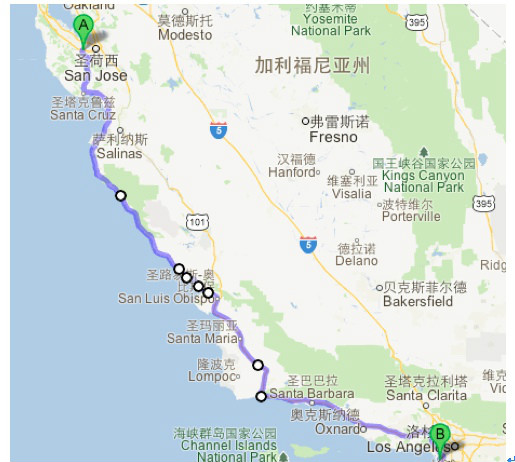 Oakland
莫德斯托
Modesto
约塞米蒂
Yosemite
National Park
395
A
圣荷西
San Jose
加利福尼亚州
圣塔克鲁兹
Santa Cruz
5
弗雷斯诺
Fresno
萨利纳斯
Salinas
汉福德
Hanford
国王峡谷国家公园
Kings Canyon
National Park
维塞利亚
Visalia
395
波特维尔
Porterville
101
5
德拉诺
Delano
圣路易斯-奥
San Luis Obispo
贝克斯菲尔德
Bakersfield
Ridg
圣玛丽亚
Santa Maria
隆波克
Lompoc
圣巴巴拉
Santa Barbara
圣塔克拉利塔
Santa Clarita
维克
Vic
奥克斯纳德
Oxnard
B
洛
Los Angeles
海峡群岛国家公园
Channel Islands
National Park